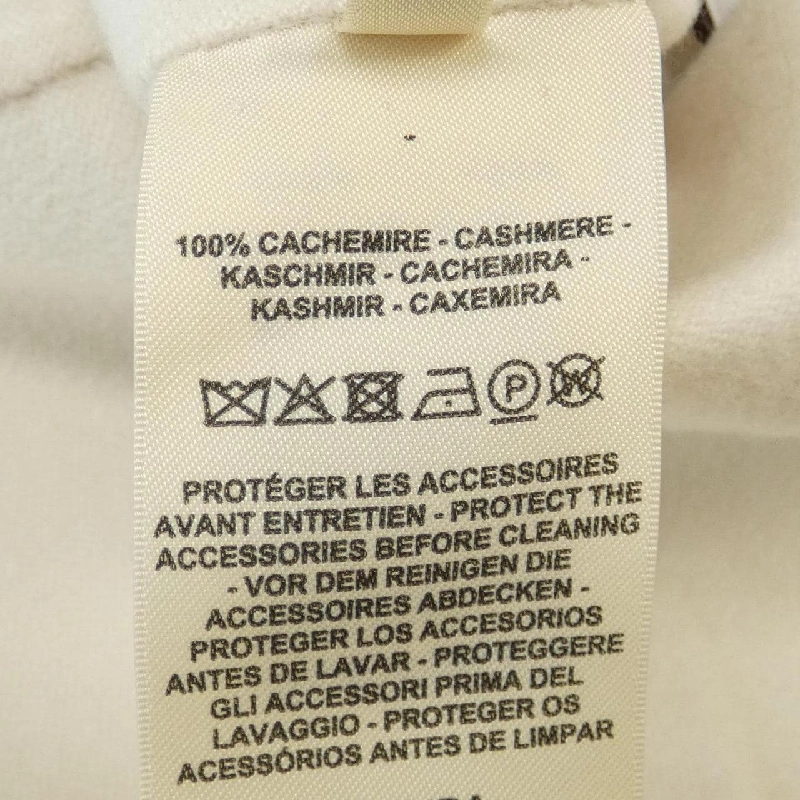 100% CACHEMIRE - CASHMERE -
KASCHMIR - CACHEMIRA -
KASHMIR - CAXEMIRA
P W
PROTÉGER LES ACCESSOIRES
AVANT ENTRETIEN - PROTECT THE
ACCESSORIES BEFORE CLEANING
- VOR DEM REINIGEN DIE
ACCESSOIRES ABDECKEN -
PROTEGER LOS ACCESORIOS
ANTES DE LAVAR - PROTEGGERE
GLI ACCESSORI PRIMA DEL
LAVAGGIO - PROTEGER OS
ACESSÓRIOS ANTES DE LIMPAR